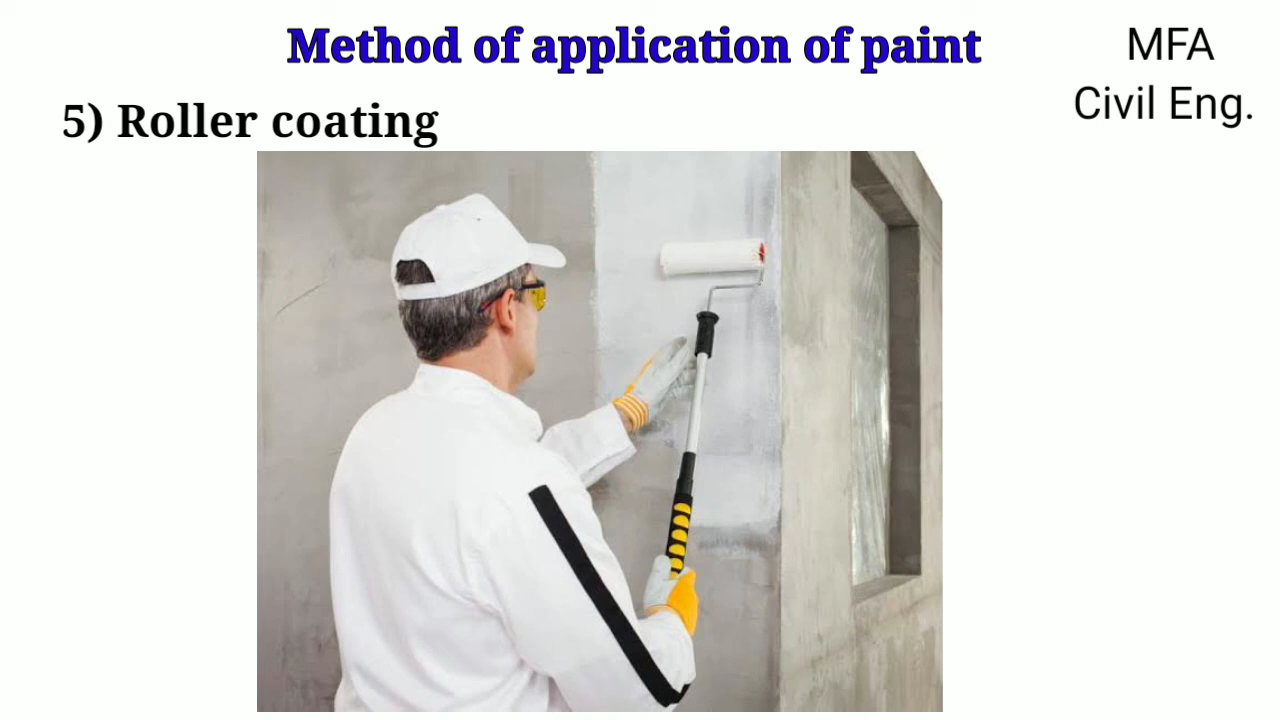 Method of application of paint
MFA
Civil Eng.
5) Roller coating